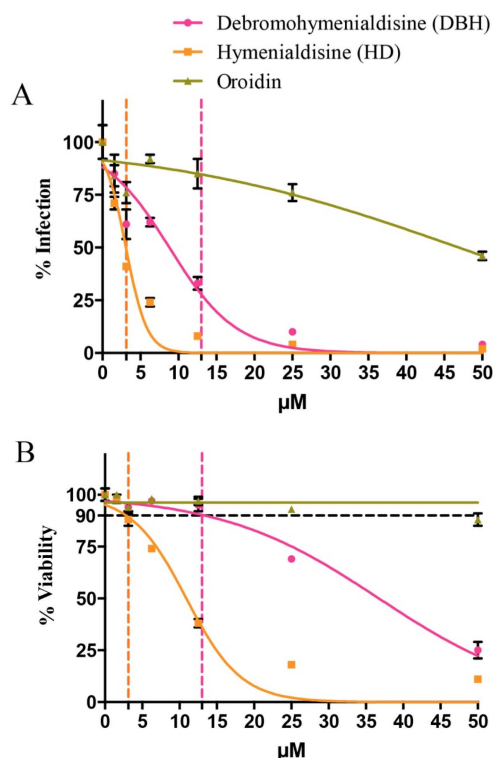 Debromohymenialdisine (DBH)
Hymenialdisine (HD)
Oroidin
A
% Infection
100
75
50
25
0
0 5 10 15 20 25 30 35 40 45 50
µM
B
% Viability
100
90
75
50
25
0
0 5 10 15 20 25 30 35 40 45 50
µM